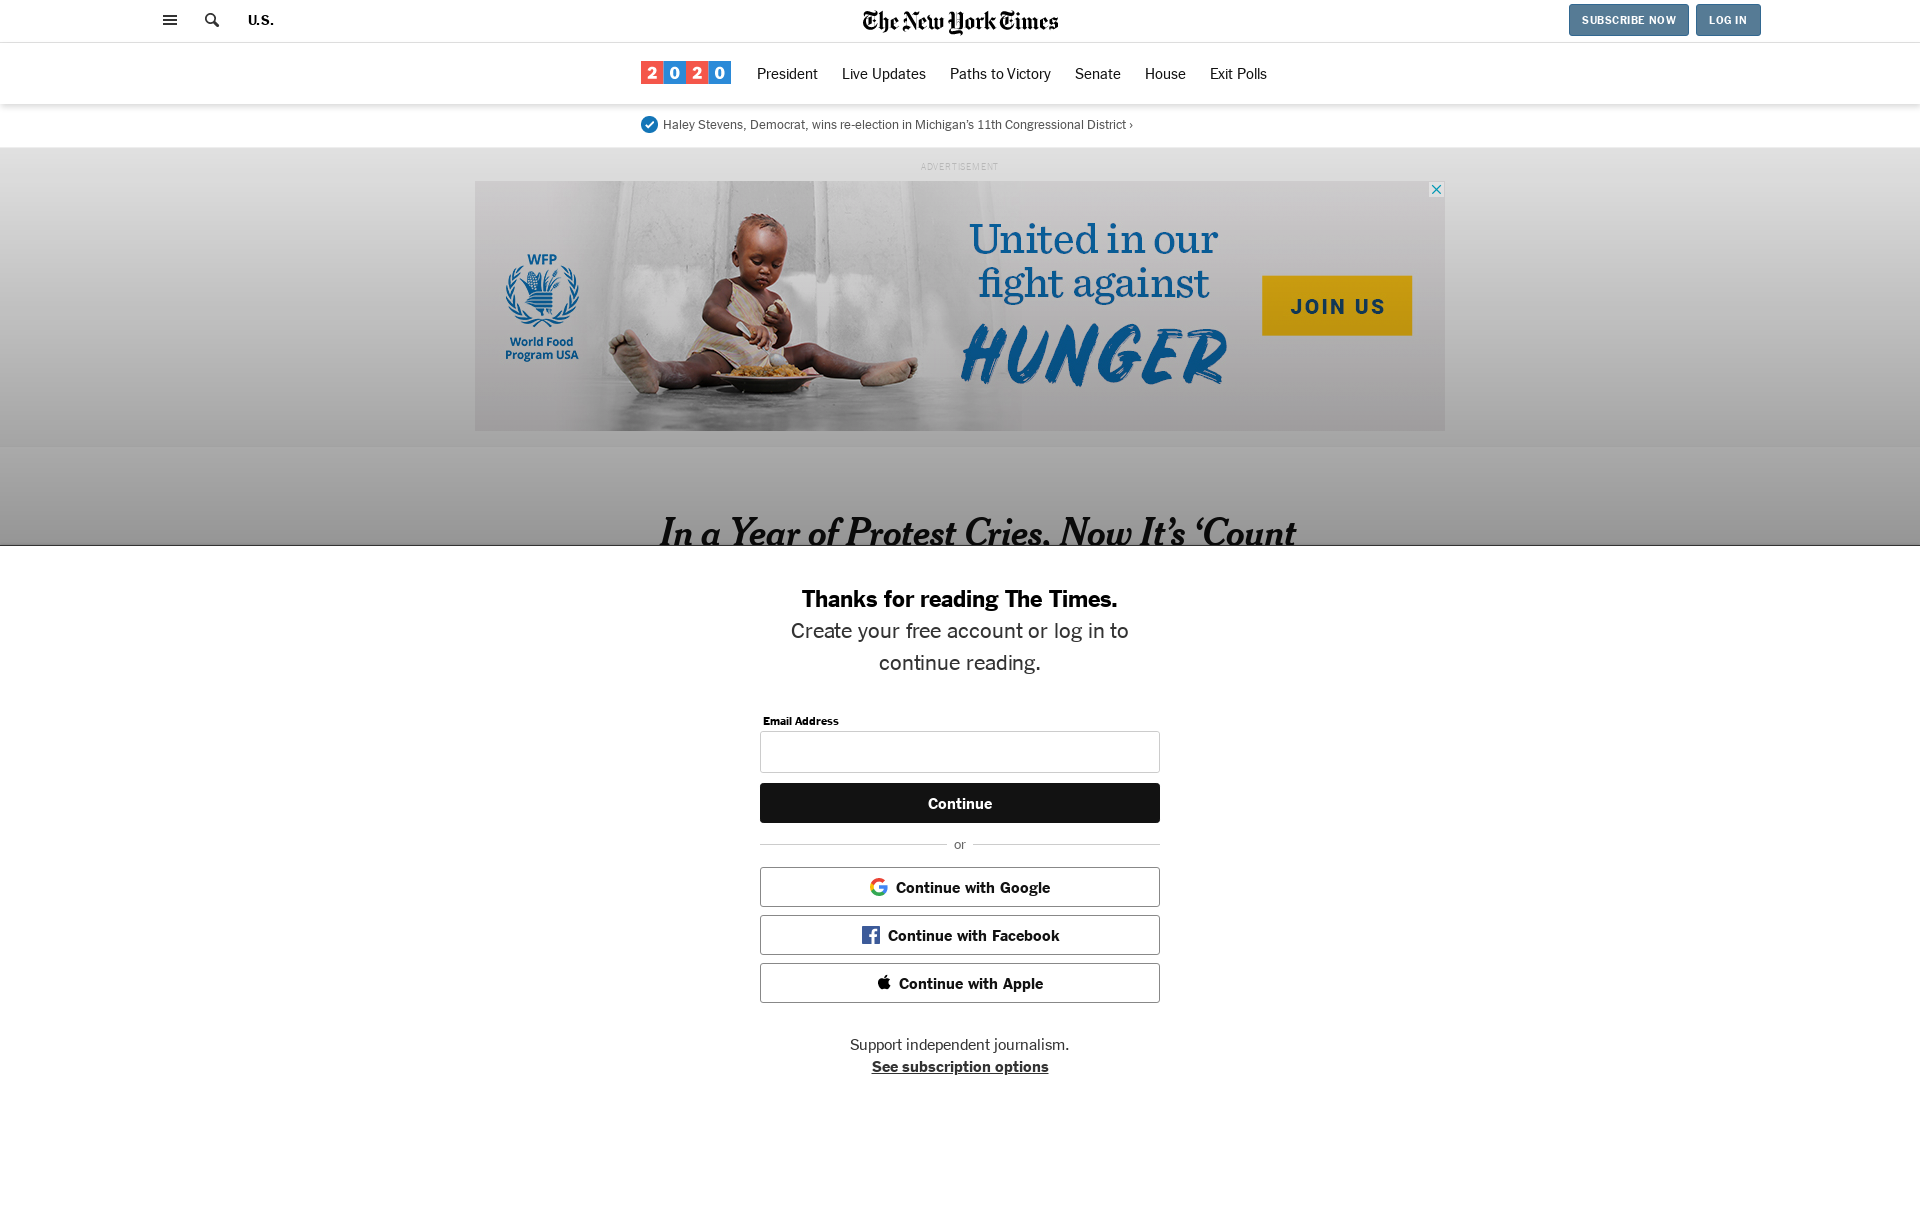 U.S.
The New York Times
SUBSCRIBE NOW
LOG IN
2020
President
Live Updates
Paths to Victory
Senate
House
Exit Polls
Haley Stevens, Democrat, wins re-election in Michigan’s 11th Congressional District ›
ADVERTISEMENT
WFP
World Food
Program USA
United in our
fight against
HUNGER
JOIN US
In a Year of Protest Cries, Now It’s ‘Count
Thanks for reading The Times.
Create your free account or log in to
continue reading.
Email Address
Continue
or
Continue with Google
Continue with Facebook
Continue with Apple
Support independent journalism.
See subscription options